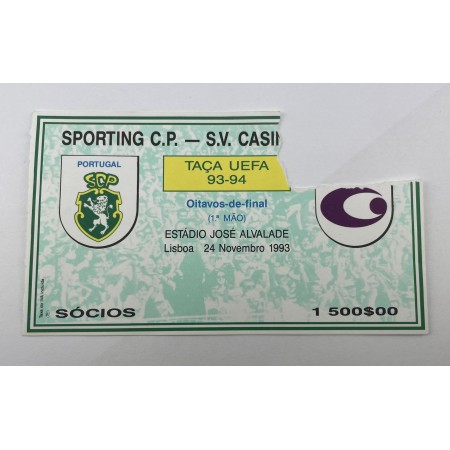 SPORTING C.P. — S.V. CASI
PORTUGAL
SCP
TAÇA UEFA
93-94
Oitavos-de-final
(1.ª MÃO)
ESTÁDIO JOSÉ ALVALADE
Lisboa 24 Novembro 1993
SÓCIOS
1 500$00